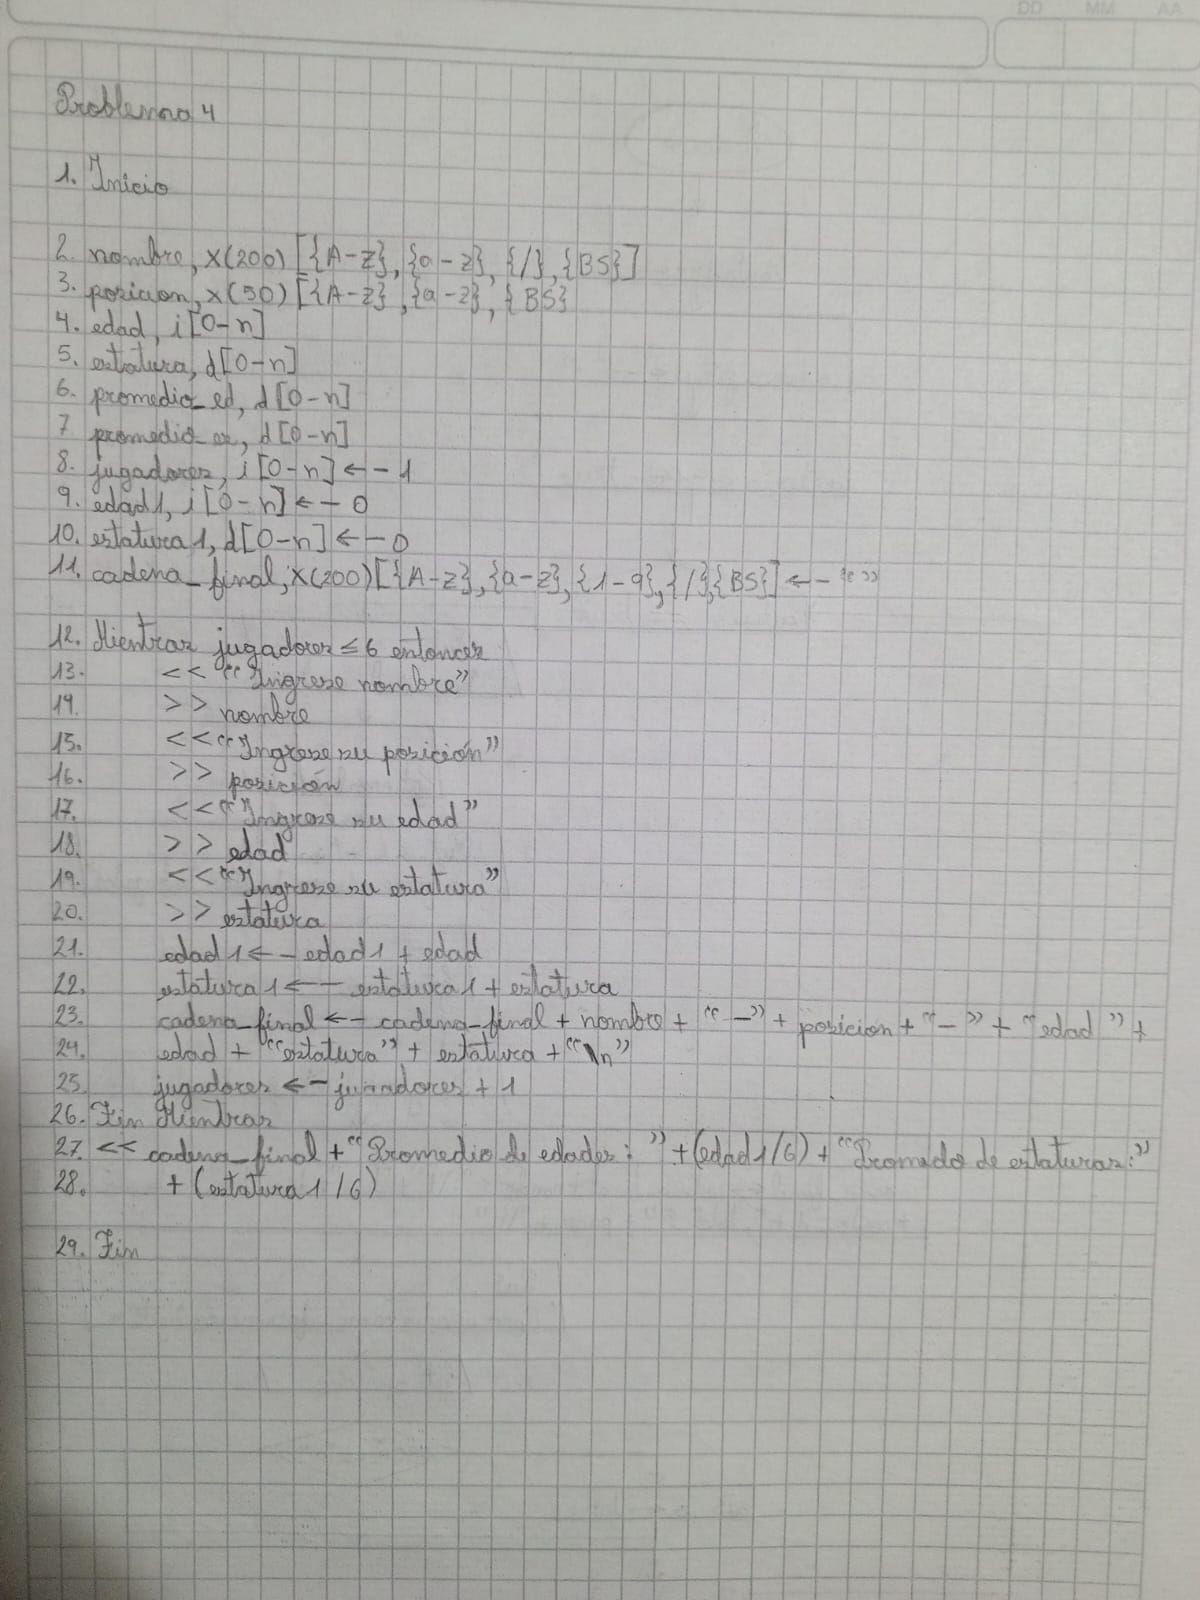 DD MM AA
Problema 4
1. Inicio
2. nombre, X(200) [{A-Z}, {a-z}, {/}, {BS}]
3. posicion, X(50) [{A-Z}, {a-z}, {BS}
4. edad, i[0-n]
5. estatura, d[0-n]
6. promedio_ed, d[0-n]
7 promedio_es, d[0-n]
8. jugadores, i[0-n] <-- 1
9. edad1, i[0-n] <-- 0
10. estatura1, d[0-n] <-- 0
11. cadena_final, X(200)[{A-Z}, {a-z}, {1-9}, {/}, {BS}] <-- “”
12. Mientras jugadores ≤ 6 entonces
13. << “Ingrese nombre”
14. >> nombre
15. << “Ingrese su posición”
16. >> posición
17. << “Ingrese su edad”
18. >> edad
19. << “Ingrese su estatura”
20. >> estatura
21. edad1 <-- edad1 + edad
22. estatura1 <-- estatura1 + estatura
23. cadena_final <-- cadena_final + nombre + “-” + posicion + “-” + “edad” +
24. edad + “estatura” + estatura + “\n”
25. jugadores <-- jugadores + 1
26. Fin Mientras
27. << cadena_final + “Promedio de edades: ” + (edad1/6) + “Promedo de estaturas:”
28. + (estatura1/6)
29. Fin